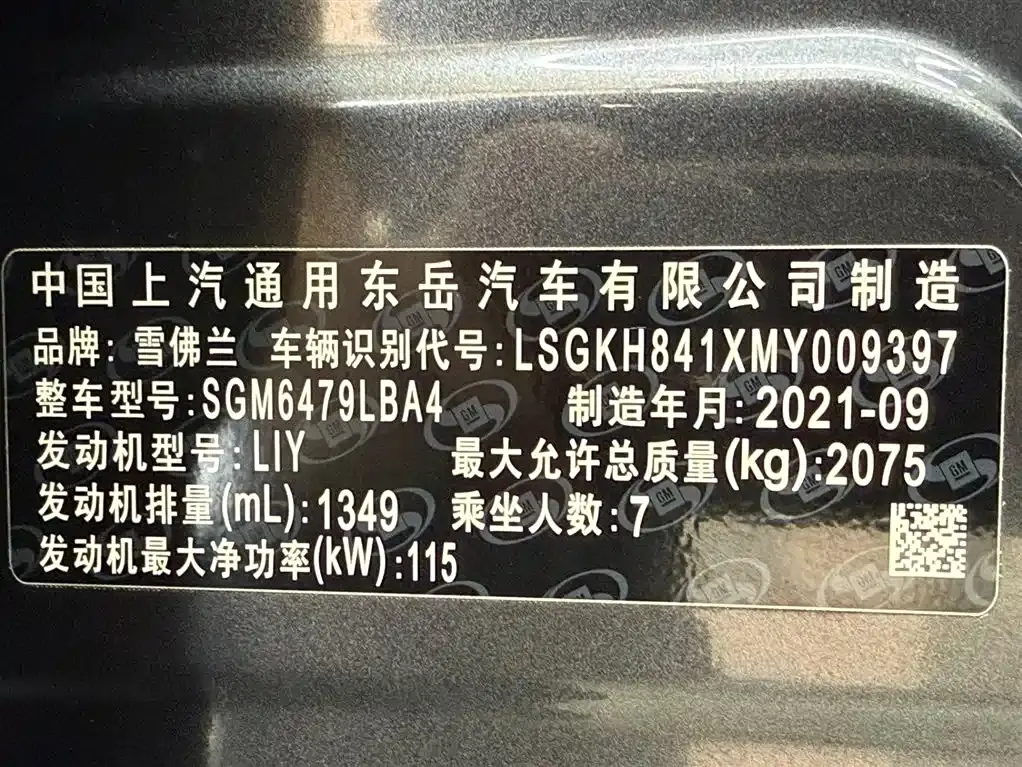 中国上汽通用东岳汽车有限公司制造
品牌: 雪佛兰 车辆识别代号:LSGKH841XMY009397
整车型号:SGM6479LBA4 制造年月:2021-09
发动机型号:LIY 最大允许总质量(kg):2075
发动机排量(mL):1349 乘坐人数:7
发动机最大净功率(kW):115